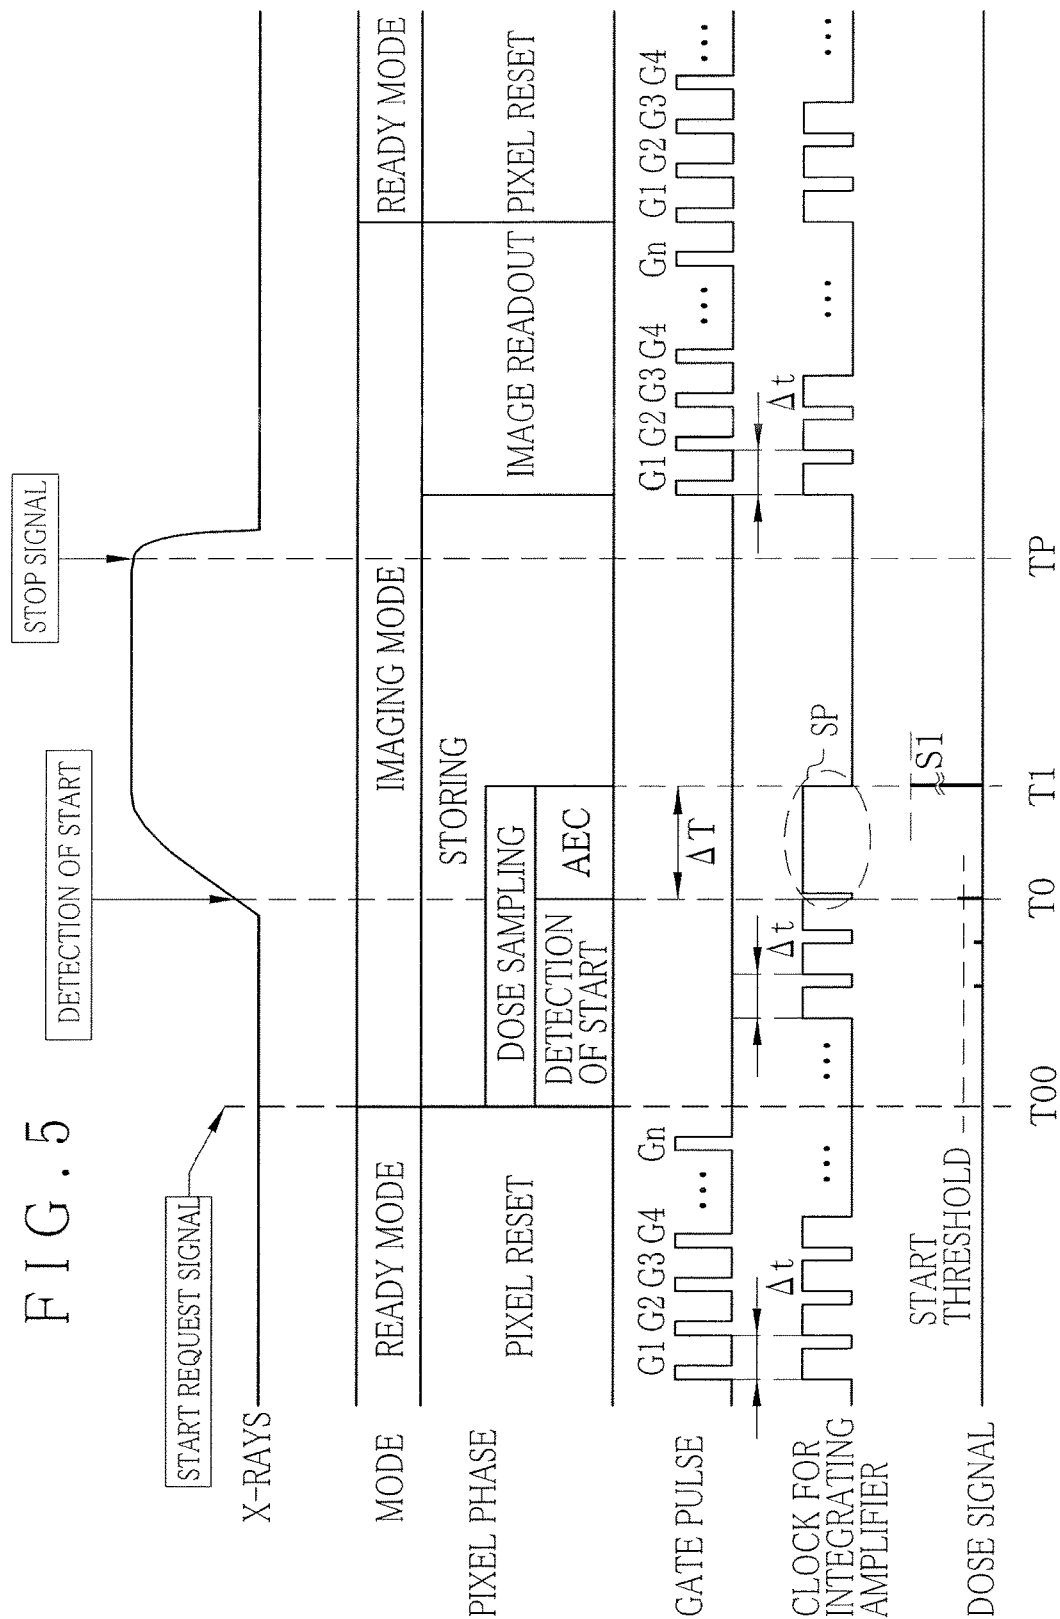 FIG.5
START REQUEST SIGNAL
DETECTION OF START
STOP SIGNAL
X-RAYS
MODE
READY MODE
IMAGING MODE
READY MODE
PIXEL PHASE
PIXEL RESET
STORING
DOSE SAMPLING
DETECTION
OF START
AEC
IMAGE READOUT
PIXEL RESET
GATE PULSE
G1 G2 G3 G4 ... Gn
ΔT
G1 G2 G3 G4 ... Gn
G1 G2 G3 G4 ...
CLOCK FOR
INTEGRATING
AMPLIFIER
Δt
...
...
Δt
SP
Δt
...
...
DOSE SIGNAL
START
THRESHOLD
S1
T00
T0
T1
TP